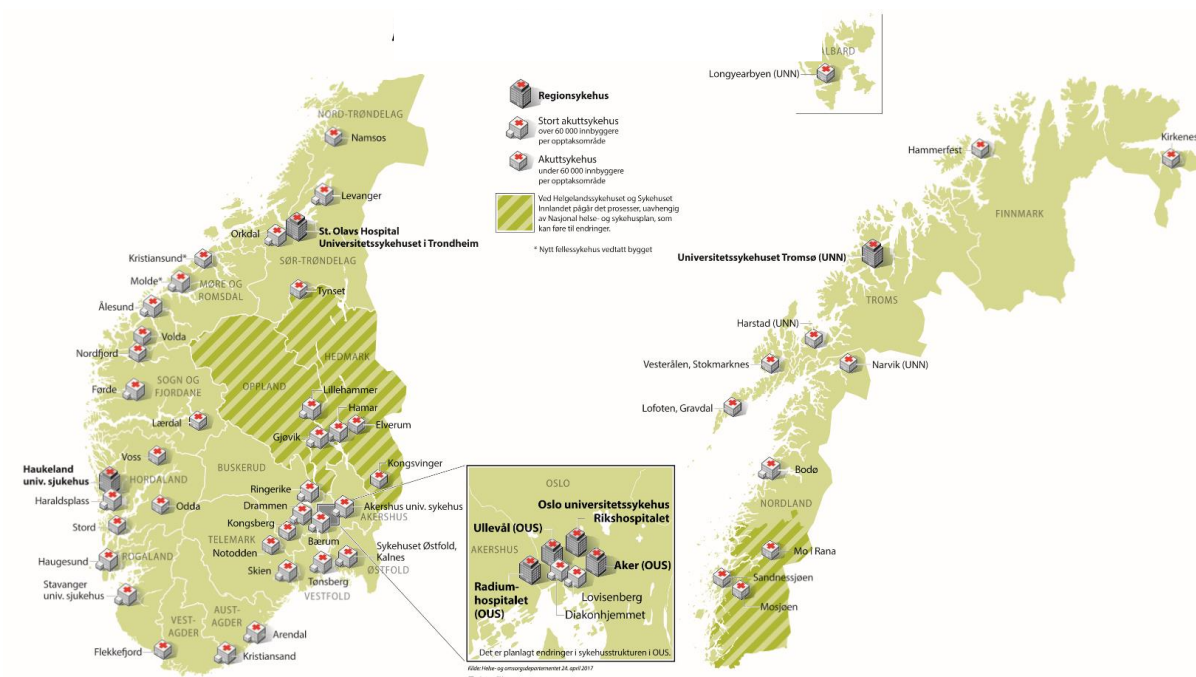 NORD-TRØNDELAG
Namsos
Levanger
Orkdal
St. Olavs Hospital
Universitetssykehuset i Trondheim
Kristiansund*
SØR-TRØNDELAG
Molde*
MØRE OG
ROMSDAL
Tynset
Ålesund
Volda
Nordfjord
HEDMARK
SOGN OG
FJORDANE
OPPLAND
Førde
Lillehammer
Hamar
Lærdal
Elverum
Gjøvik
Voss
BUSKERUD
Kongsvinger
Haukeland
univ. sjukehus
HORDALAND
Ringerike
Haraldsplass
Drammen
Akershus univ. sykehus
Odda
AKERSHUS
Stord
Kongsberg
TELEMARK
Bærum
Notodden
Sykehuset Østfold,
Kalnes
ROGALAND
Haugesund
Skien
ØSTFOLD
Tønsberg
VESTFOLD
Stavanger
univ. sjukehus
AUST-
AGDER
VEST-
AGDER
Arendal
Flekkefjord
Kristiansand
Regionsykehus
Stort akuttsykehus
over 60 000 innbyggere
per opptaksområde
Akuttsykehus
under 60 000 innbyggere
per opptaksområde
Ved Helgelandssykehuset og Sykehuset
Innlandet pågår det prosesser, uavhengig
av Nasjonal helse- og sykehusplan, som
kan føre til endringer.
* Nytt fellessykehus vedtatt bygget
OSLO
Oslo universitetssykehus
Rikshospitalet
Ullevål (OUS)
AKERSHUS
Aker (OUS)
Radium-
hospitalet
(OUS)
Lovisenberg
Diakonhjemmet
Det er planlagt endringer i sykehusstrukturen i OUS.
Kilde: Helse- og omsorgsdepartementet 24. april 2017
ALBARD
Longyearbyen (UNN)
Kirkenes
Hammerfest
FINNMARK
Universitetssykehuset Tromsø (UNN)
TROMS
Harstad (UNN)
Vesterålen, Stokmarknes
Narvik (UNN)
Lofoten, Gravdal
Bodø
NORDLAND
Mo I Rana
Sandnessjøen
Mosjøen